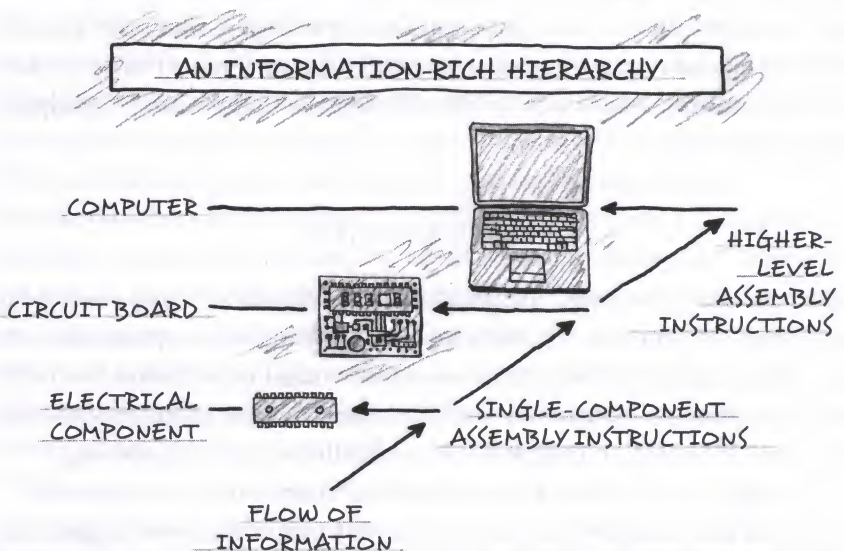 AN INFORMATION-RICH HIERARCHY
COMPUTER
HIGHER-
LEVEL
ASSEMBLY
INSTRUCTIONS
CIRCUIT BOARD
ELECTRICAL
COMPONENT
SINGLE-COMPONENT
ASSEMBLY INSTRUCTIONS
FLOW OF
INFORMATION